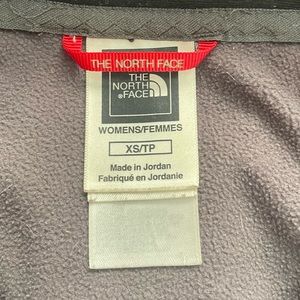 THE NORTH FACE
THE
NORTH
FACE
WOMENS/FEMMES
XS/TP
Made in Jordan
Fabriqué en Jordanie